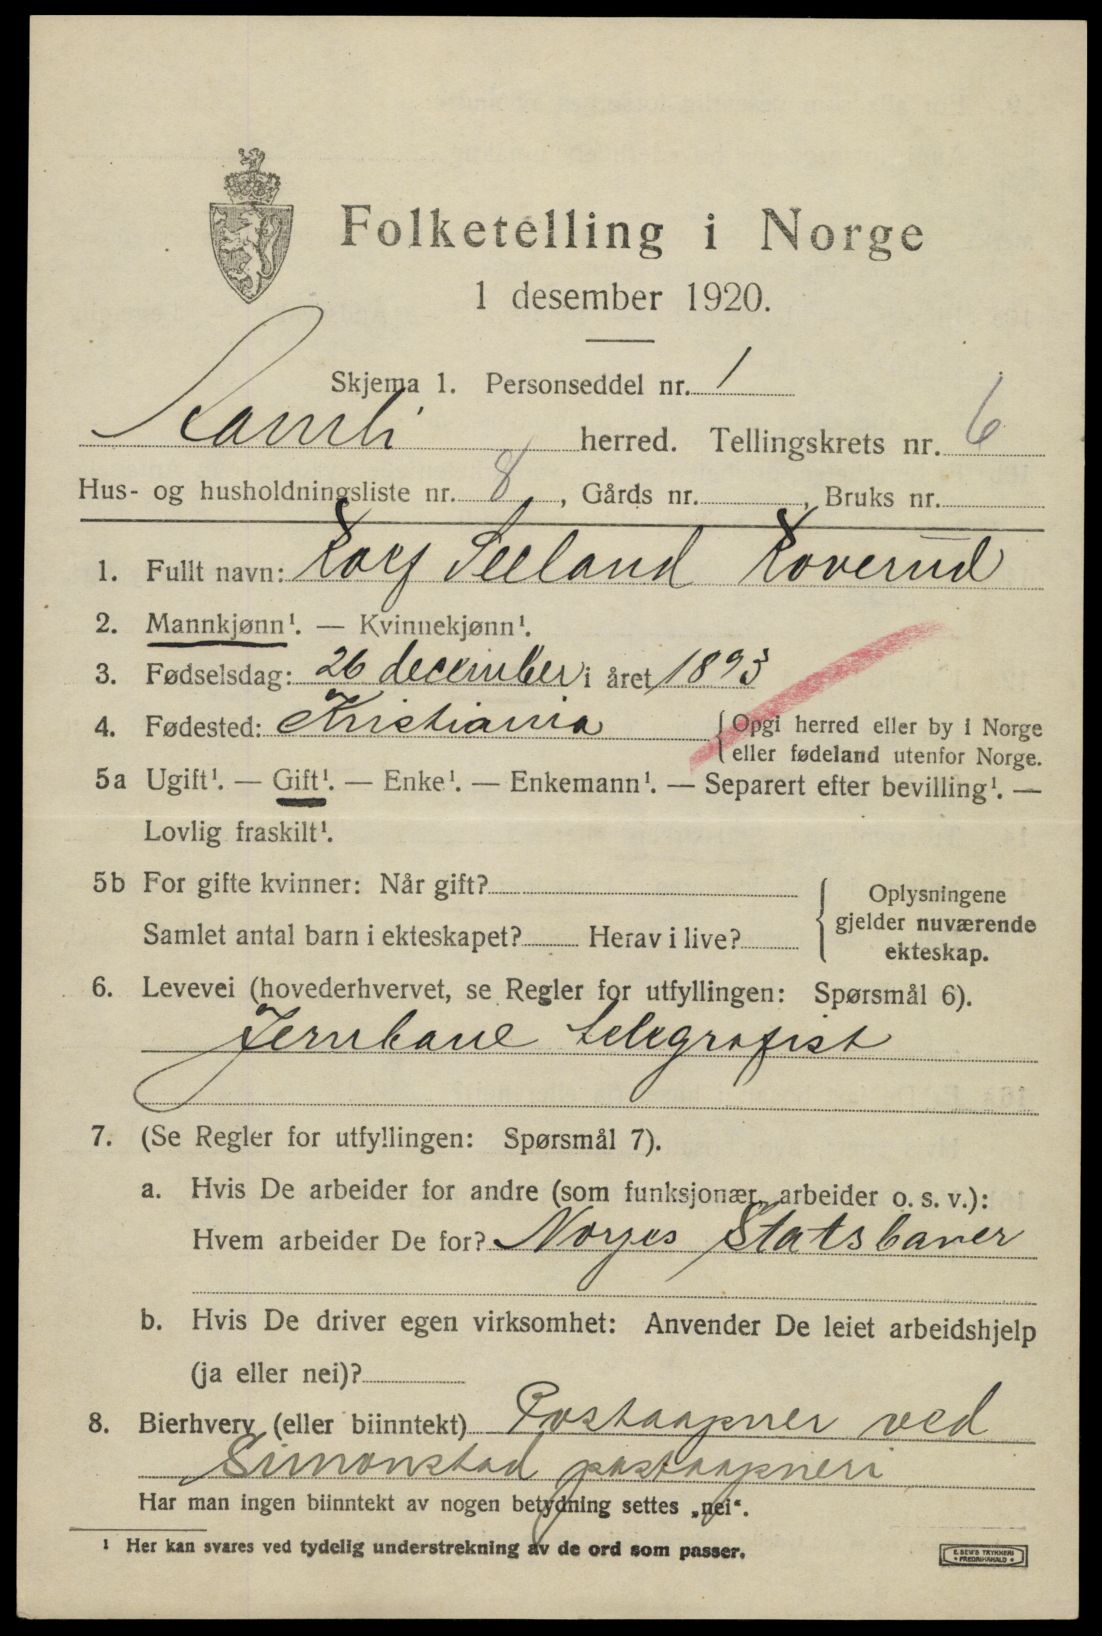 Folketelling i Norge
1 desember 1920.
Skjema 1. Personseddel nr. 1
herred. Tellingskrets nr. 6
Hus- og husholdningsliste nr. 8, Gårds nr., Bruks nr.
1. Fullt navn: Rolf Seeland Roverud
2. Mannkjønn¹. — Kvinnekjønn¹.
3. Fødselsdag: 26 december i året 1893
4. Fødested: Kristiania { Opgi herred eller by i Norge
eller fødeland utenfor Norge.
5a Ugift¹. — Gift¹. — Enke¹. — Enkemann¹. — Separert efter bevilling¹. —
Lovlig fraskilt¹.
5b For gifte kvinner: Når gift? { Oplysningene
gjelder nuværende
Samlet antal barn i ekteskapet? Herav i live?
ekteskap.
6. Levevei (hovederhvervet, se Regler for utfyllingen: Spørsmål 6).
Jernbane telegrafist
7. (Se Regler for utfyllingen: Spørsmål 7).
a. Hvis De arbeider for andre (som funksjonær, arbeider o. s. v.):
Hvem arbeider De for? Norges Statsbaner
b. Hvis De driver egen virksomhet: Anvender De leiet arbeidshjelp
(ja eller nei)?
8. Bierhverv (eller biinntekt) Postaapner ved
Simonstad postaapneri
Har man ingen biinntekt av nogen betydning settes „nei".
¹ Her kan svares ved tydelig understrekning av de ord som passer.
E. SEM'S TRYKKERI
• FREDRIKSHALD •